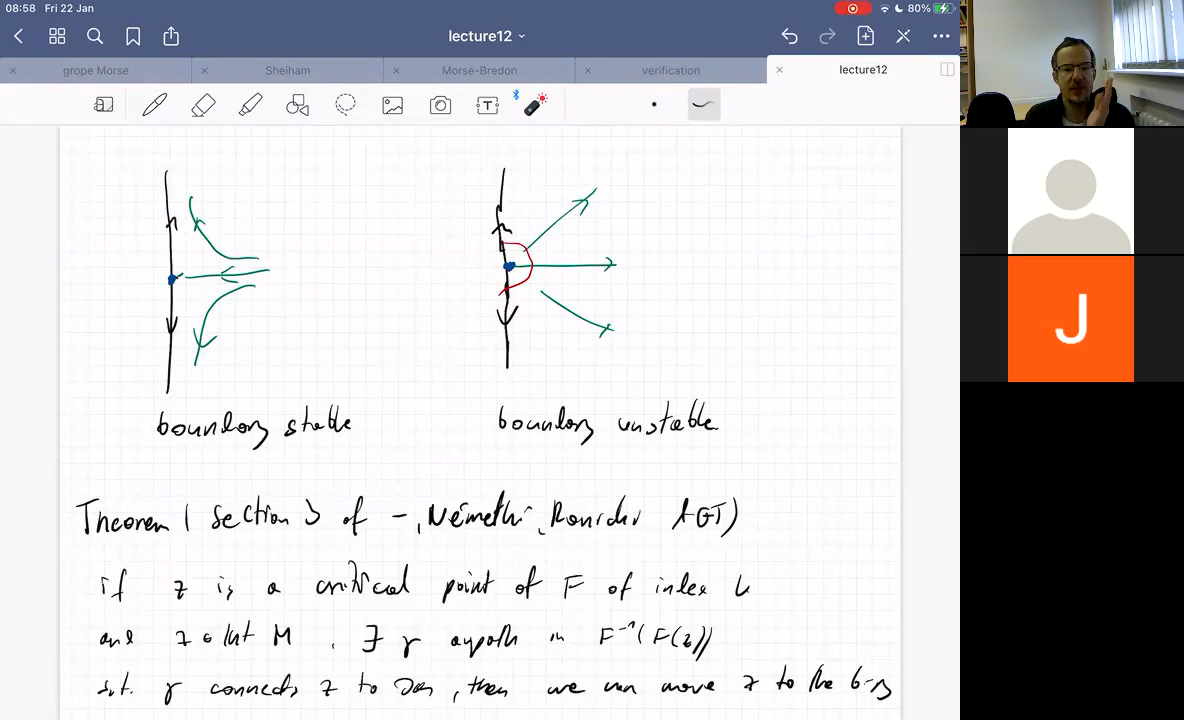 08:58 Fri 22 Jan
80%
lecture12
grope Morse
Sheiham
Morse-Bredon
verification
lecture12
T
J
boundary stable
boundary unstable
Theorem ( Section 3 of -, Némethi, Ranicki AGT)
if z is a critical point of F of index k
and z ∈ Int M , ∃ γ a path in F⁻¹(F(z))
s.t. γ connects z to ∂M , then we can move z to the